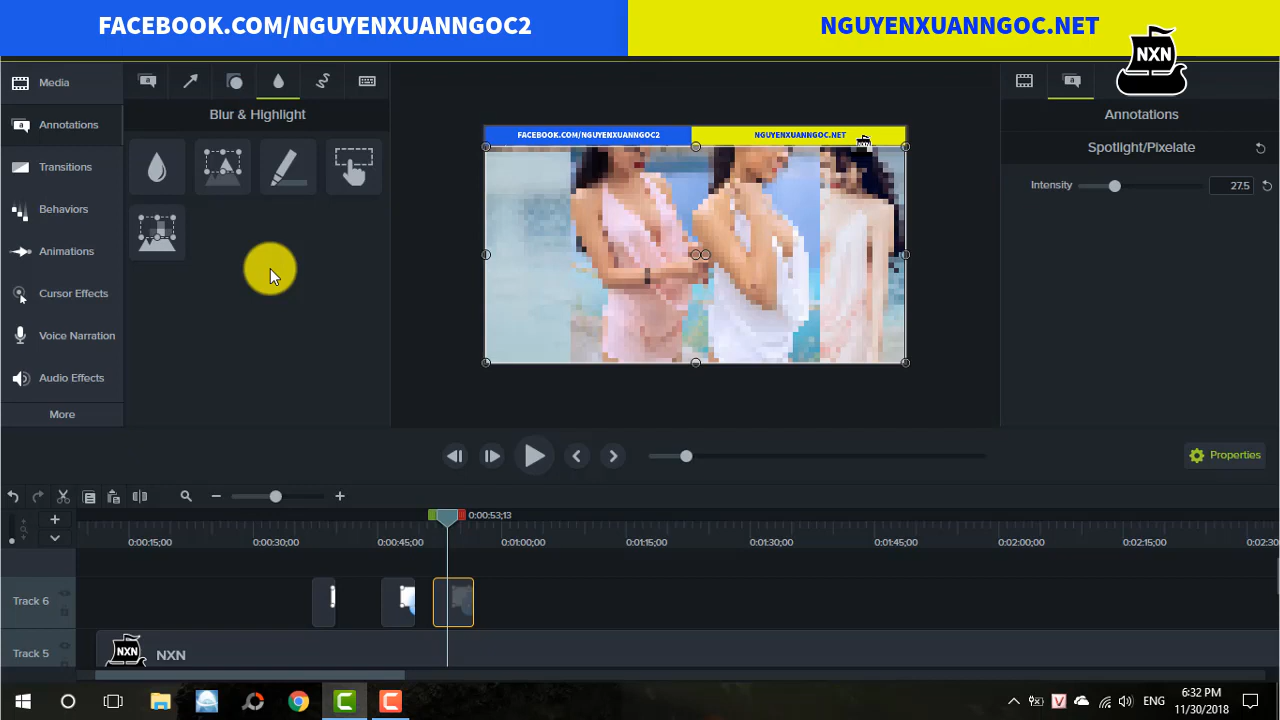 FACEBOOK.COM/NGUYENXUANNGOC2
NGUYENXUANNGOC.NET
NXN
Media
Annotations
Transitions
Behaviors
Animations
Cursor Effects
Voice Narration
Audio Effects
More
Blur & Highlight
FACEBOOK.COM/NGUYENXUANNGOC2
NGUYENXUANNGOC.NET
Annotations
Spotlight/Pixelate
Intensity
27.5
Properties
0:00:53;13
0:00:15;00
0:00:30;00
0:00:45;00
0:01:00;00
0:01:15;00
0:01:30;00
0:01:45;00
0:02:00;00
0:02:15;00
0:02:30
Track 6
Track 5
NXN
NXN
ENG
6:32 PM
11/30/2018